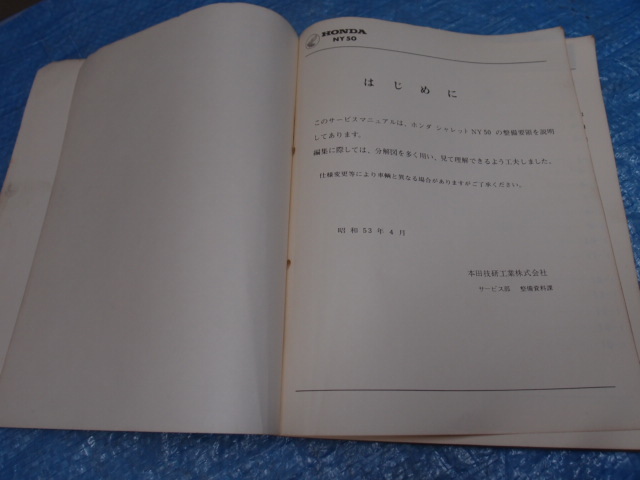 HONDA
NY50
はじめに
このサービスマニュアルは、ホンダ シャレットNY50 の整備要領を説明
してあります。
編集に際しては、分解図を多く用い、見て理解できるよう工夫しました。
仕様変更等により車輌と異なる場合がありますがご了承ください。
昭和53年4月
本田技研工業株式会社
サービス部 整備資料課